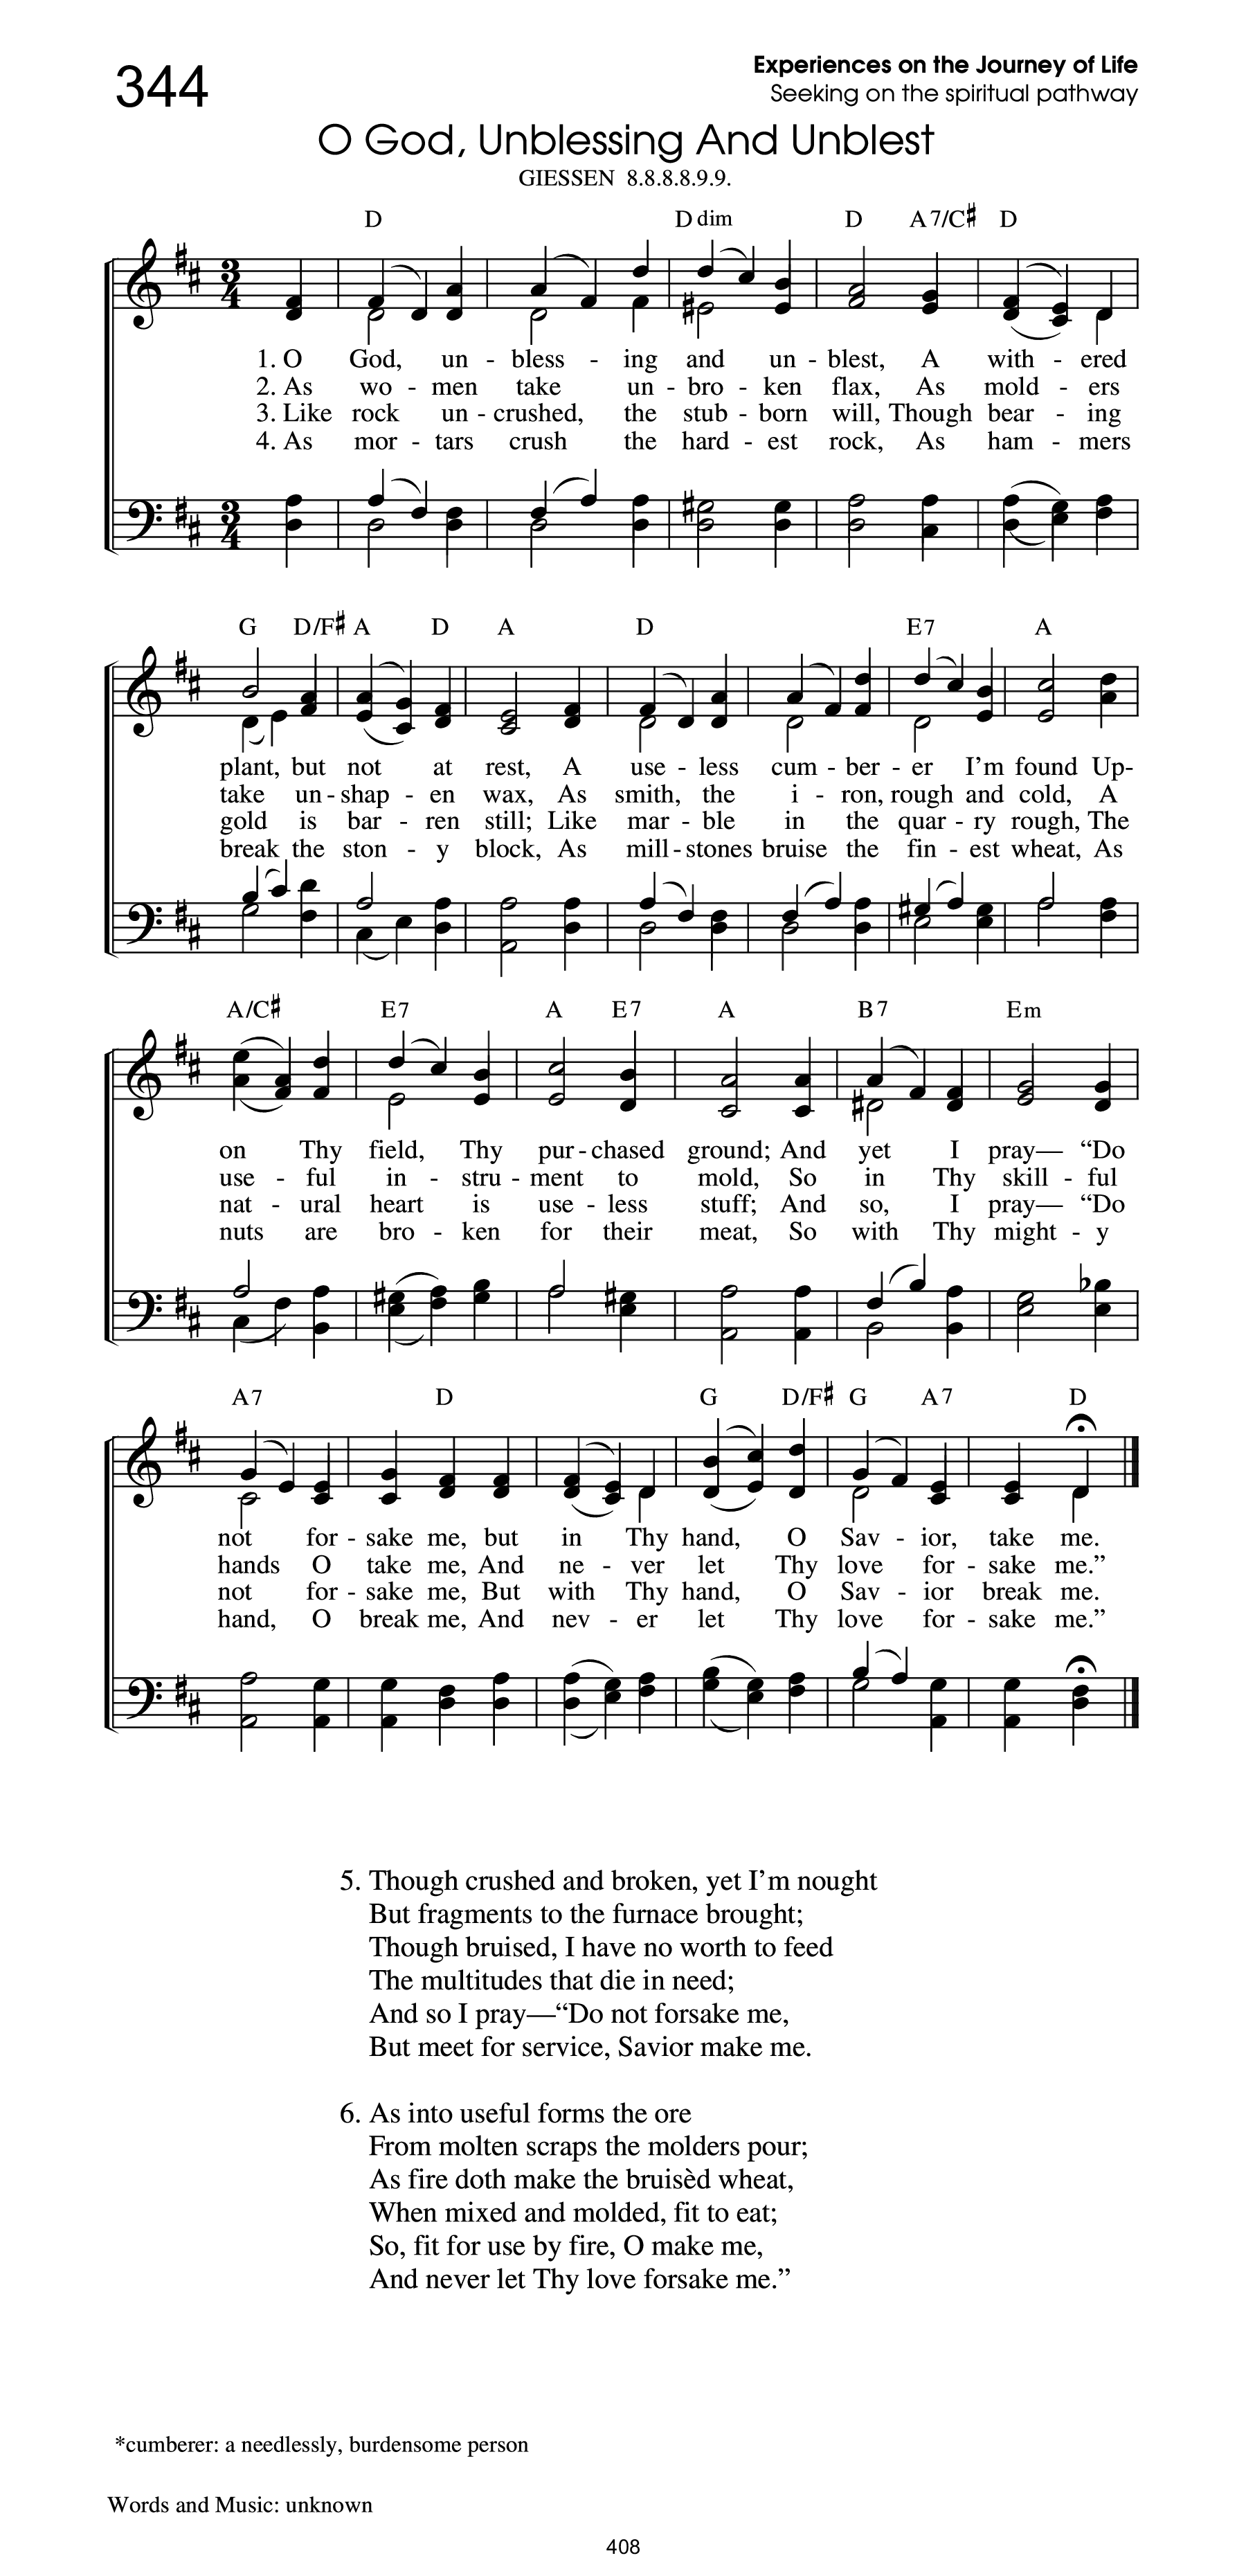 344
Experiences on the Journey of Life
Seeking on the spiritual pathway
O God, Unblessing And Unblest
GIESSEN 8.8.8.8.9.9.
D D dim D A7/C# D
3/4
1. O God, un - bless - ing and un - blest, A with - ered
2. As wo - men take un - bro - ken flax, As mold - ers
3. Like rock un - crushed, the stub - born will, Though bear - ing
4. As mor - tars crush the hard - est rock, As ham - mers
3/4
G D/F# A D A D E7 A
plant, but not at rest, A use - less cum - ber - er I’m found Up-
take un - shap - en wax, As smith, the i - ron, rough and cold, A
gold is bar - ren still; Like mar - ble in the quar - ry rough, The
break the ston - y block, As mill - stones bruise the fin - est wheat, As
A/C# E7 A E7 A B7 Em
on Thy field, Thy pur - chased ground; And yet I pray— “Do
use - ful in - stru - ment to mold, So in Thy skill - ful
nat - ural heart is use - less stuff; And so, I pray— “Do
nuts are bro - ken for their meat, So with Thy might - y
A7 D G D/F# G A7 D
not for - sake me, but in Thy hand, O Sav - ior, take me.
hands O take me, And ne - ver let Thy love for - sake me.”
not for - sake me, But with Thy hand, O Sav - ior break me.
hand, O break me, And nev - er let Thy love for - sake me.”
5. Though crushed and broken, yet I’m nought
But fragments to the furnace brought;
Though bruised, I have no worth to feed
The multitudes that die in need;
And so I pray—“Do not forsake me,
But meet for service, Savior make me.
6. As into useful forms the ore
From molten scraps the molders pour;
As fire doth make the bruisèd wheat,
When mixed and molded, fit to eat;
So, fit for use by fire, O make me,
And never let Thy love forsake me.”
*cumberer: a needlessly, burdensome person
Words and Music: unknown
408